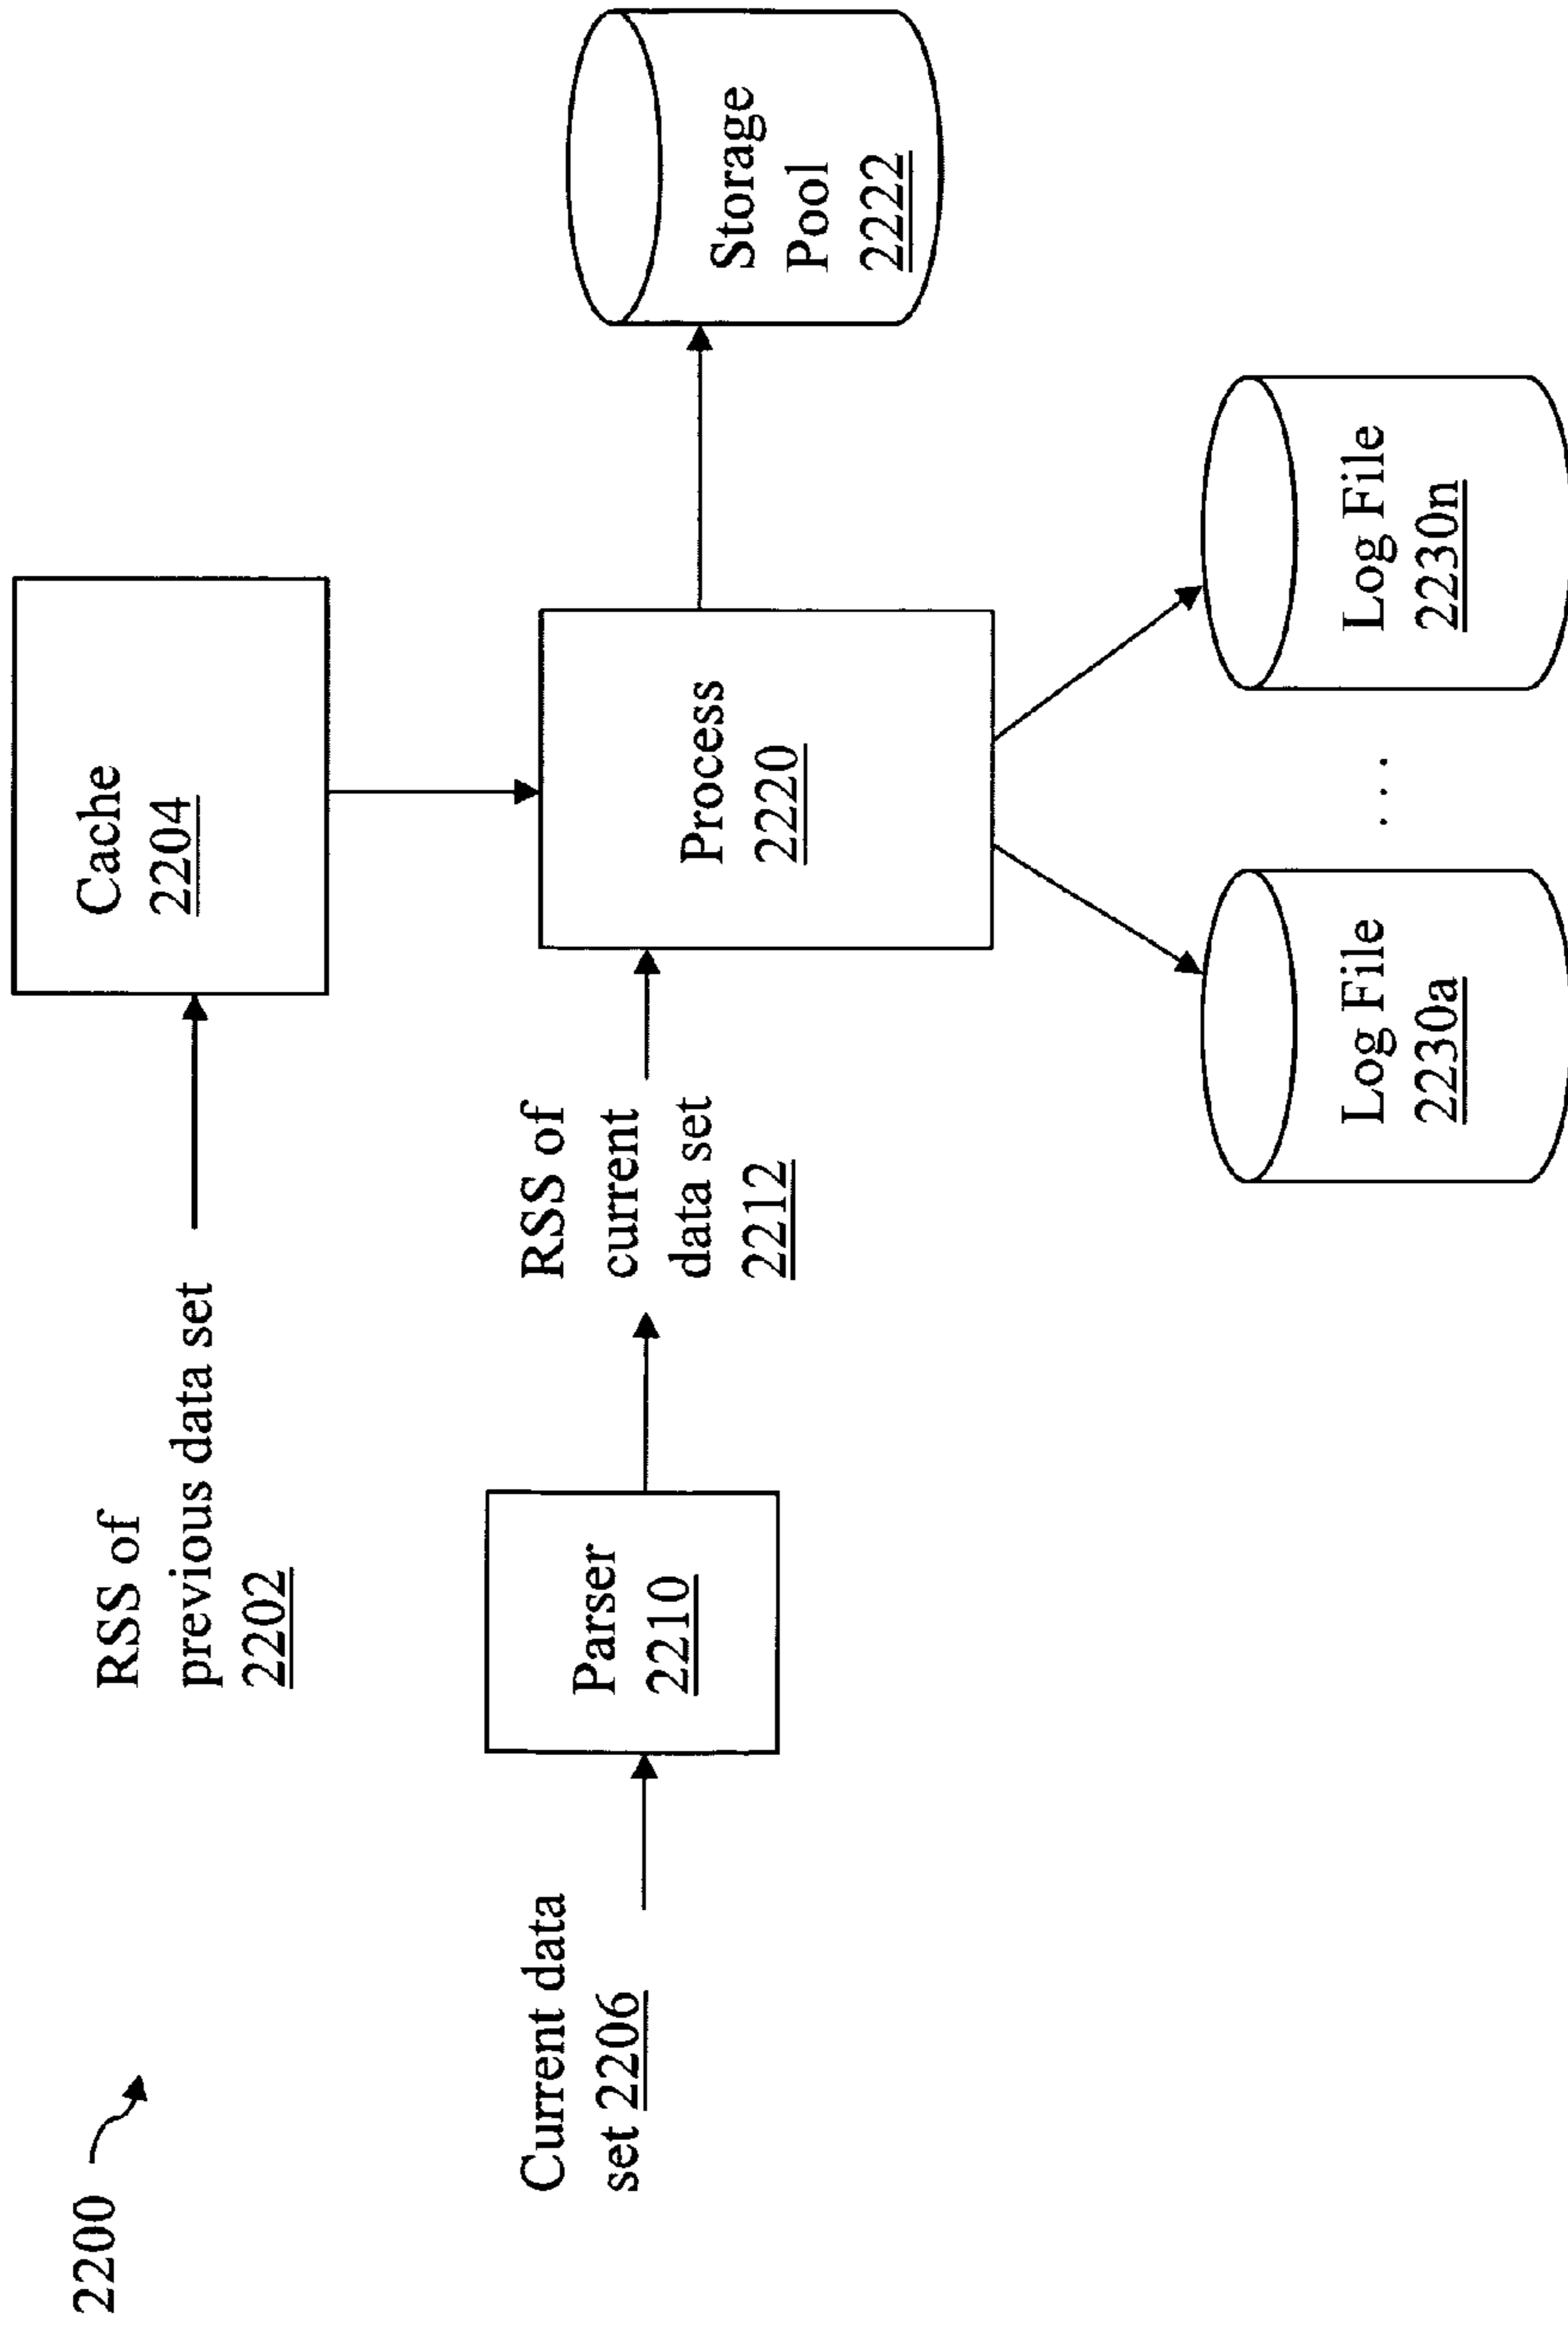 2200
RSS of
previous data set
2202
Cache
2204
Current data
set 2206
Parser
2210
RSS of
current
data set
2212
Process
2220
Storage
Pool
2222
Log File
2230a
. . .
Log File
2230n